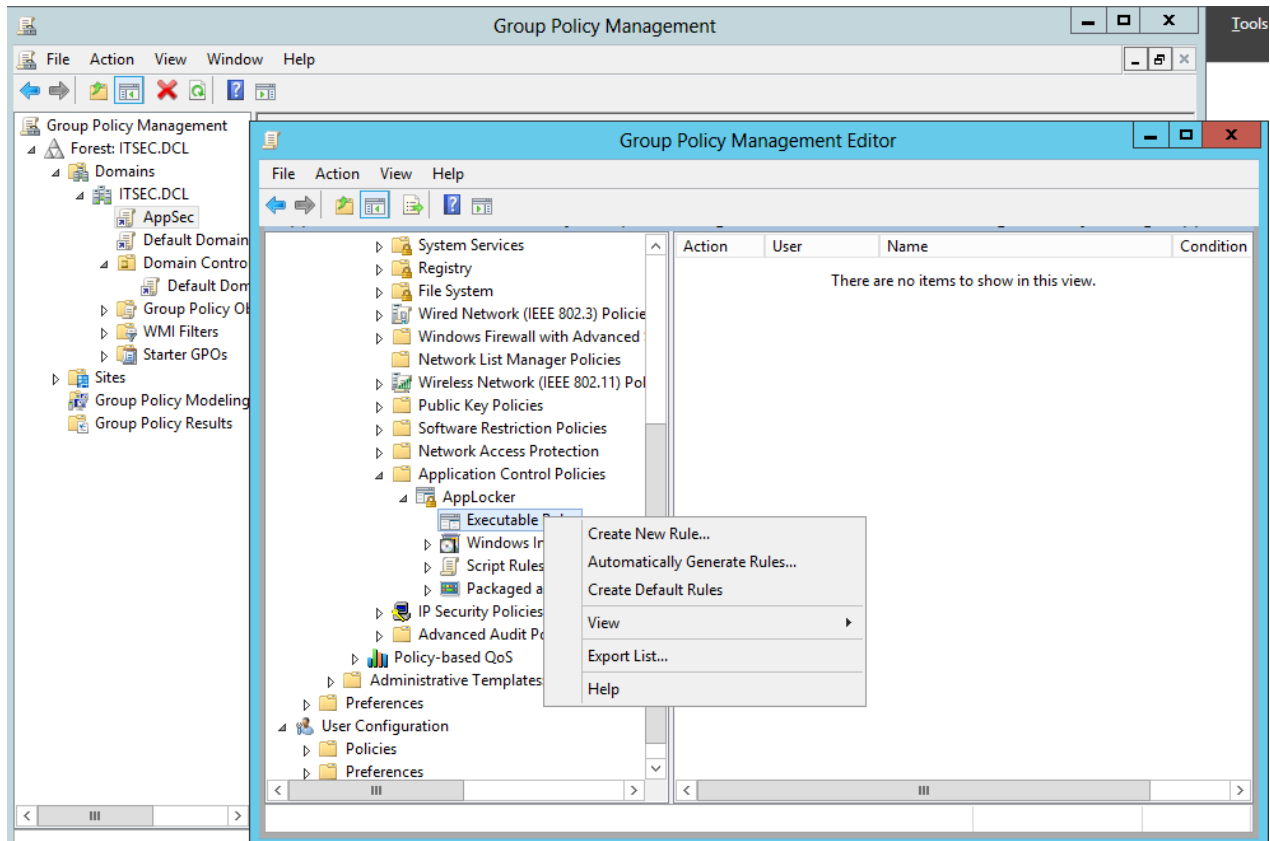 Group Policy Management
Tools
File Action View Window Help
Group Policy Management
Forest: ITSEC.DCL
Domains
ITSEC.DCL
AppSec
Default Domain
Domain Contro
Default Dom
Group Policy Ob
WMI Filters
Starter GPOs
Sites
Group Policy Modeling
Group Policy Results
Group Policy Management Editor
File Action View Help
System Services
Registry
File System
Wired Network (IEEE 802.3) Policie
Windows Firewall with Advanced
Network List Manager Policies
Wireless Network (IEEE 802.11) Pol
Public Key Policies
Software Restriction Policies
Network Access Protection
Application Control Policies
AppLocker
Executable
Windows In
Script Rules
Packaged a
IP Security Policies
Advanced Audit Po
Policy-based QoS
Administrative Templates
Preferences
User Configuration
Policies
Preferences
Action User Name Condition
There are no items to show in this view.
Create New Rule...
Automatically Generate Rules...
Create Default Rules
View
Export List...
Help